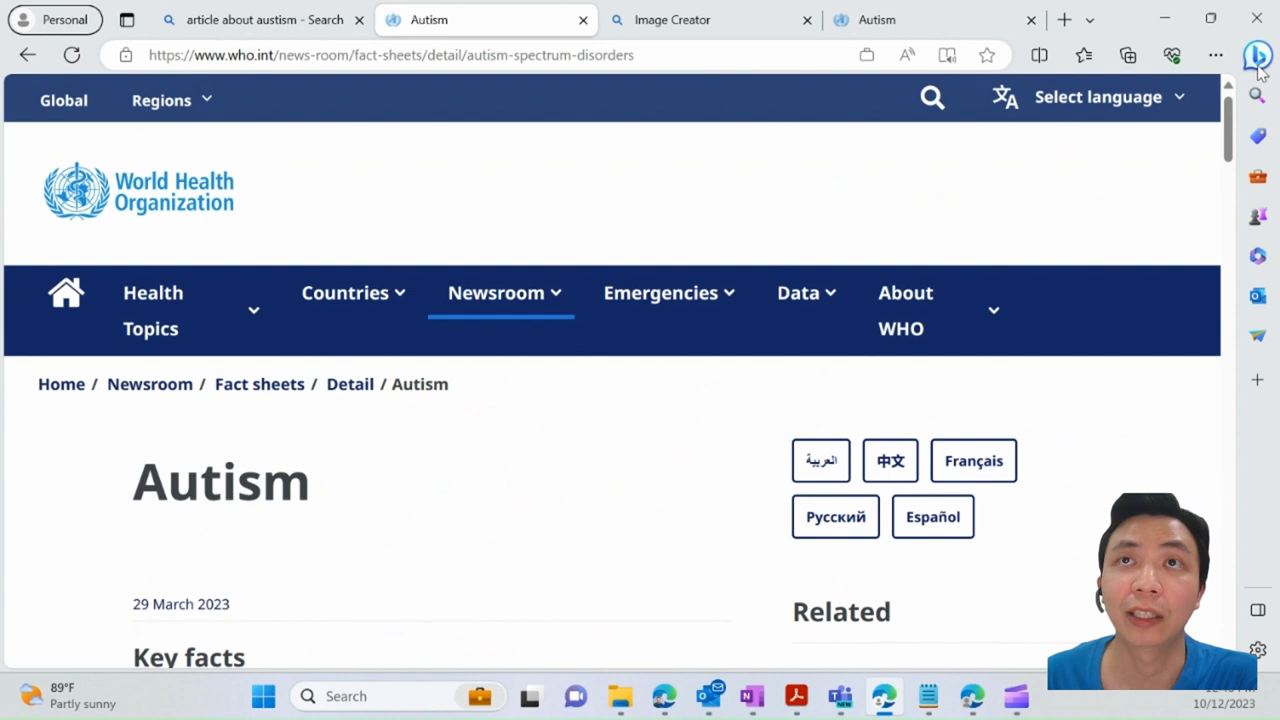 Personal
article about austism - Search
Autism
Image Creator
Autism
https://www.who.int/news-room/fact-sheets/detail/autism-spectrum-disorders
Global
Regions
Select language
World Health
Organization
Health
Topics
Countries
Newsroom
Emergencies
Data
About
WHO
Home / Newsroom / Fact sheets / Detail / Autism
Autism
العربية
中文
Français
Русский
Español
29 March 2023
Related
Key facts
89°F
Partly sunny
Search
10/12/2023